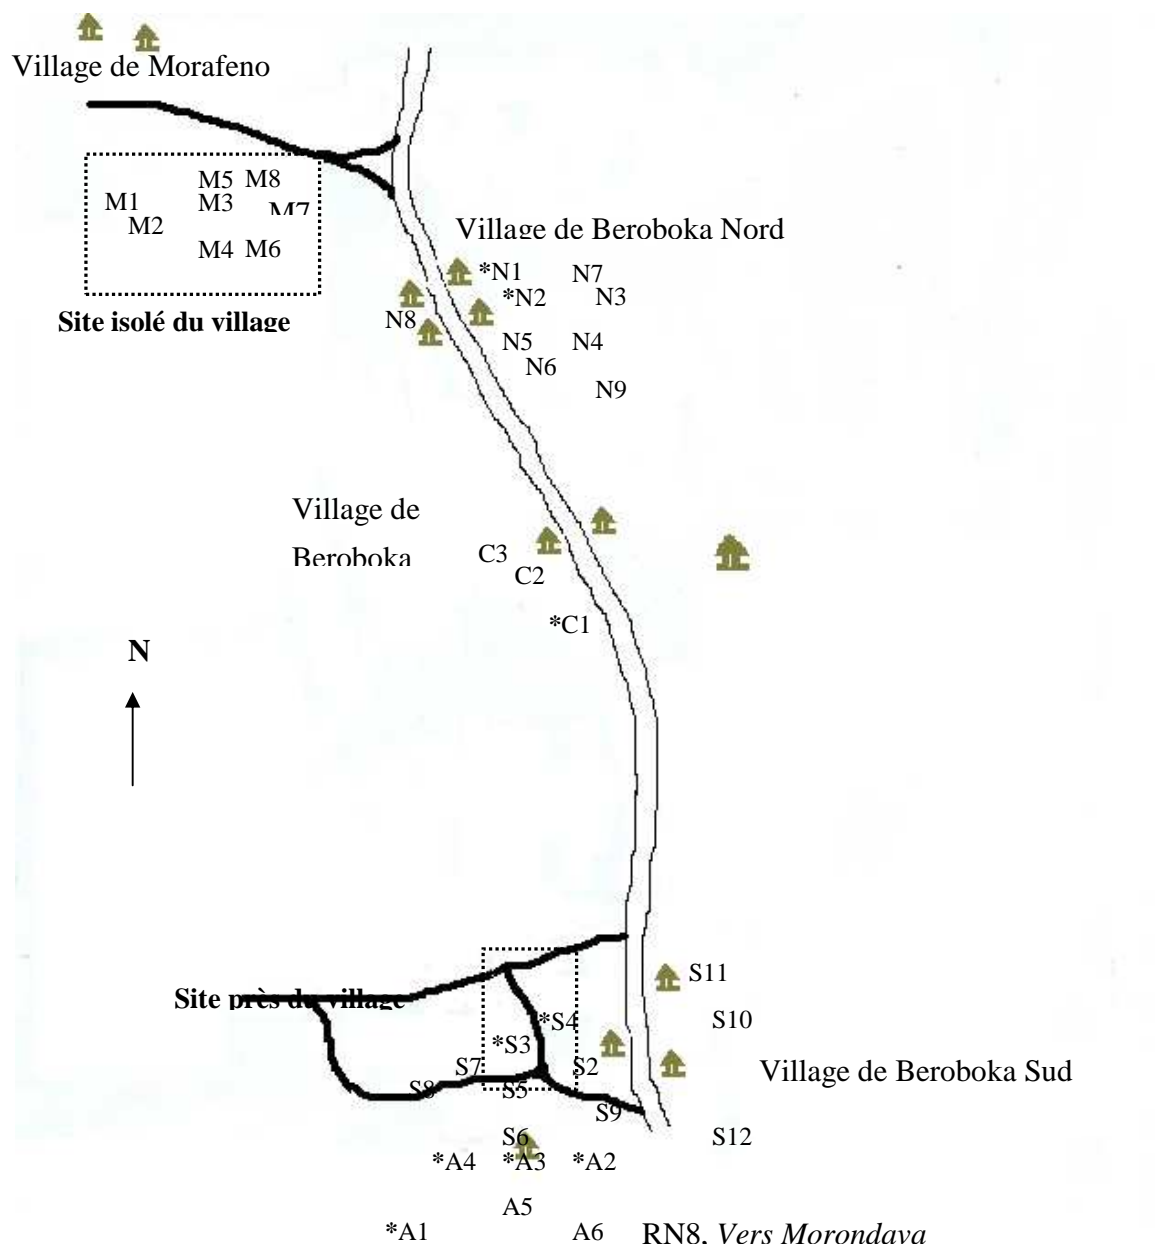 Village de Morafeno
M5 M8
M1 M3 M7
M2
M4 M6
Site isolé du village
Village de Beroboka Nord
*N1 N7
*N2 N3
N8
N5 N4
N6
N9
Village de
Beroboka
C3
C2
*C1
N
Site près du village
S11
*S4 S10
*S3
S7 S2
Village de Beroboka Sud
S8 S5
S9
S6 S12
*A4 *A3 *A2
A5
*A1 A6 RN8, Vers Morondava